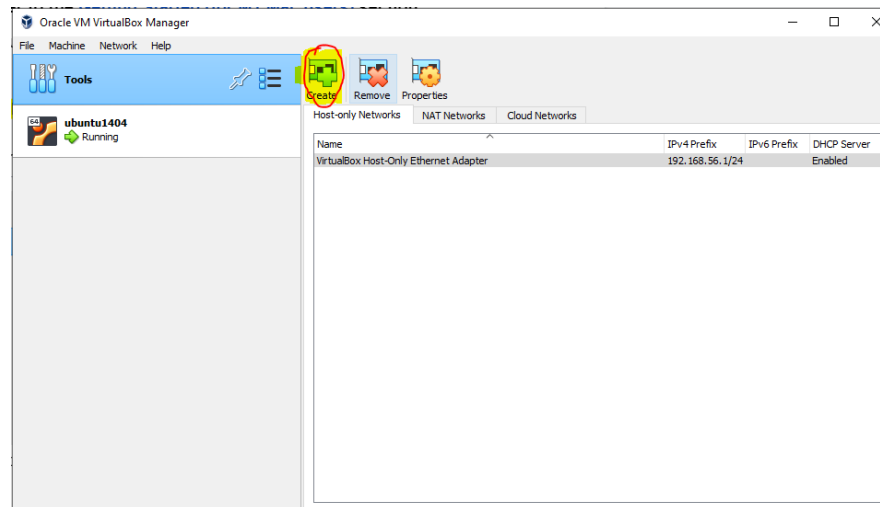 Oracle VM VirtualBox Manager
File Machine Network Help
Tools
Create Remove Properties
64
ubuntu1404
Running
Host-only Networks NAT Networks Cloud Networks
Name IPv4 Prefix IPv6 Prefix DHCP Server
VirtualBox Host-Only Ethernet Adapter 192.168.56.1/24 Enabled